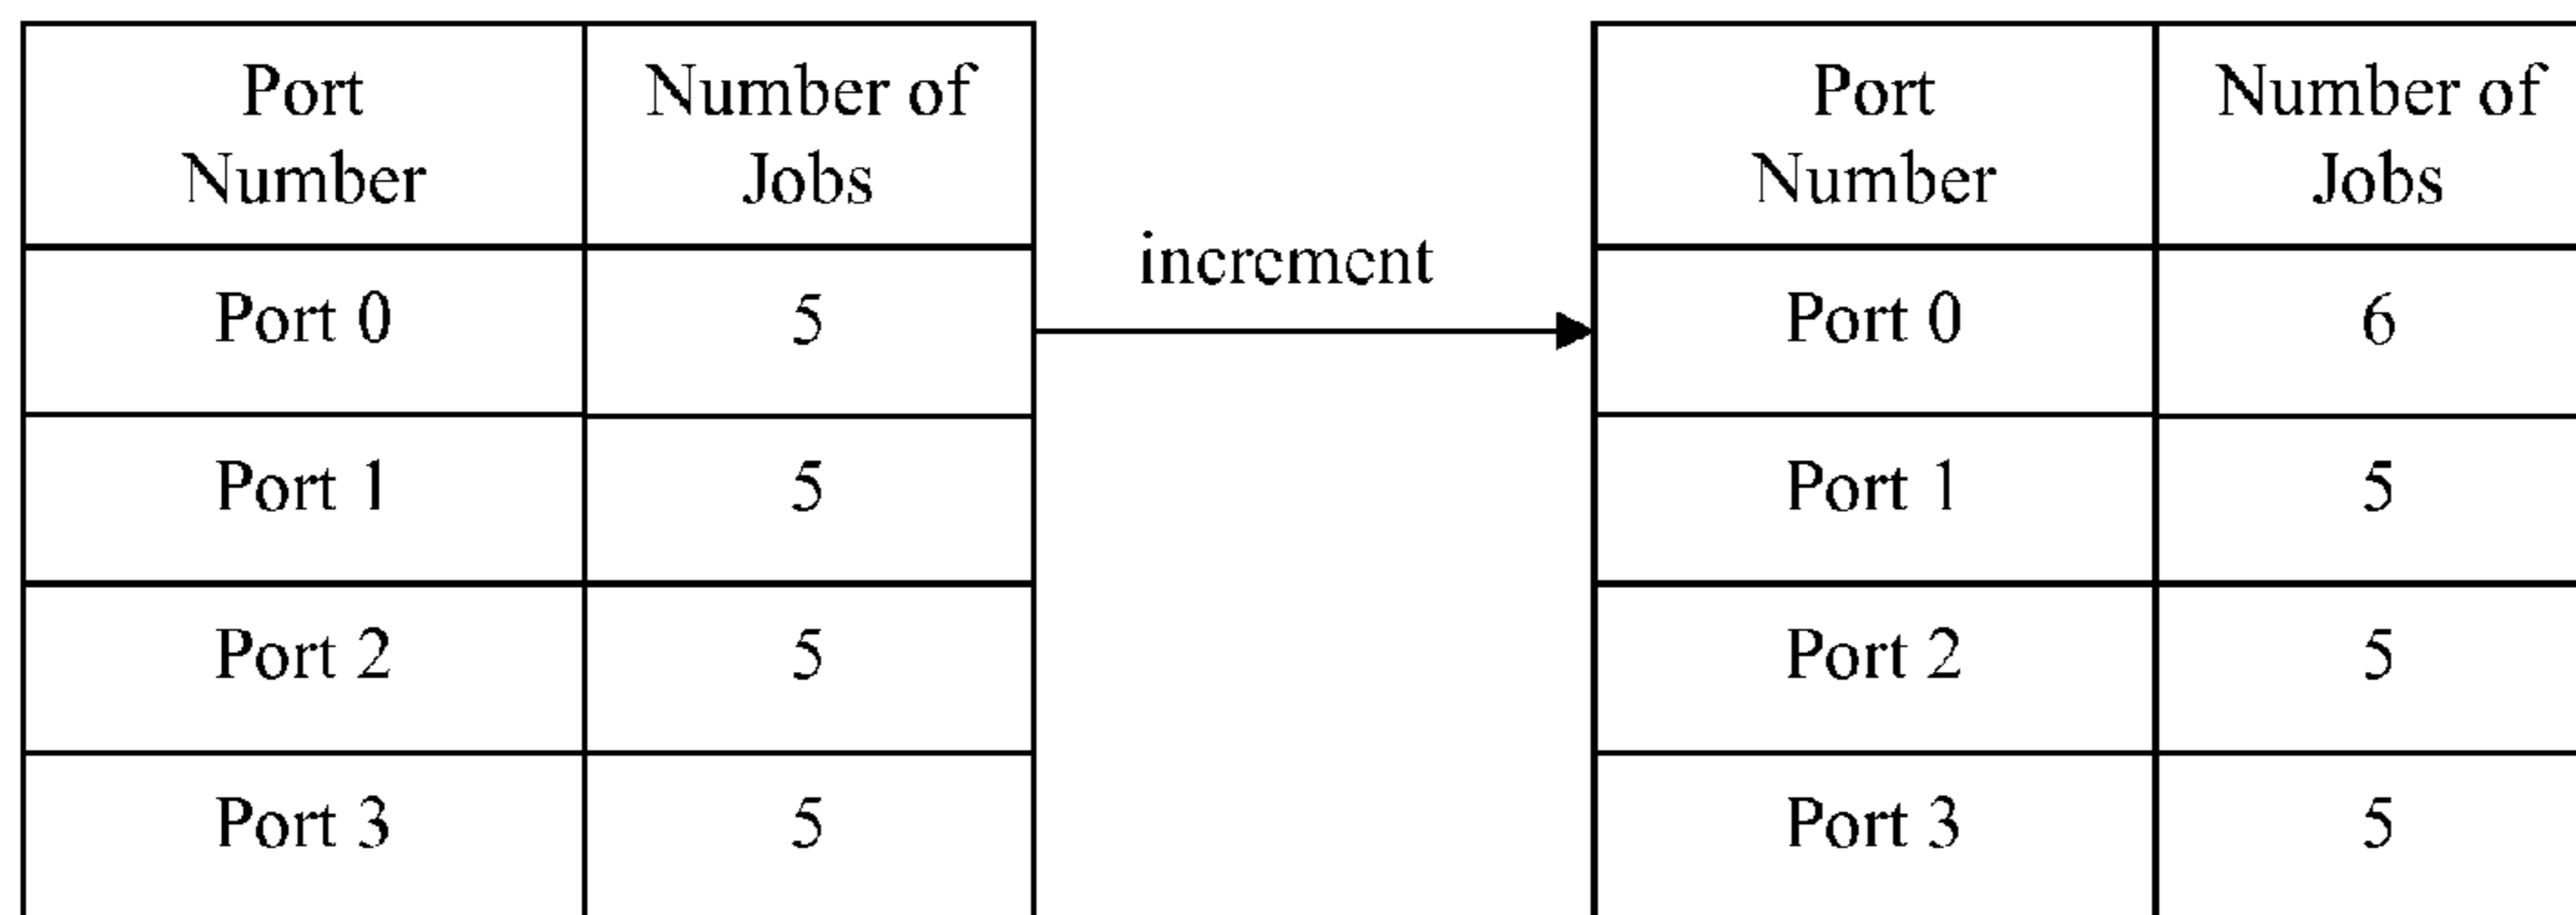 Port
Number
Number of
Jobs
Port 0
5
Port 1
5
Port 2
5
Port 3
5
increment
Port
Number
Number of
Jobs
Port 0
6
Port 1
5
Port 2
5
Port 3
5